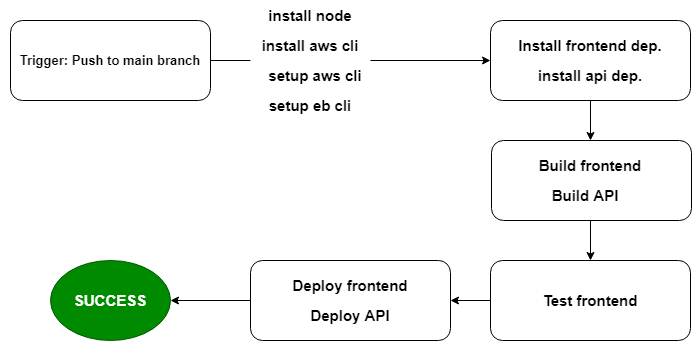 Trigger: Push to main branch
install node
install aws cli
setup aws cli
setup eb cli
Install frontend dep.
install api dep.
Build frontend
Build API
Test frontend
Deploy frontend
Deploy API
SUCCESS